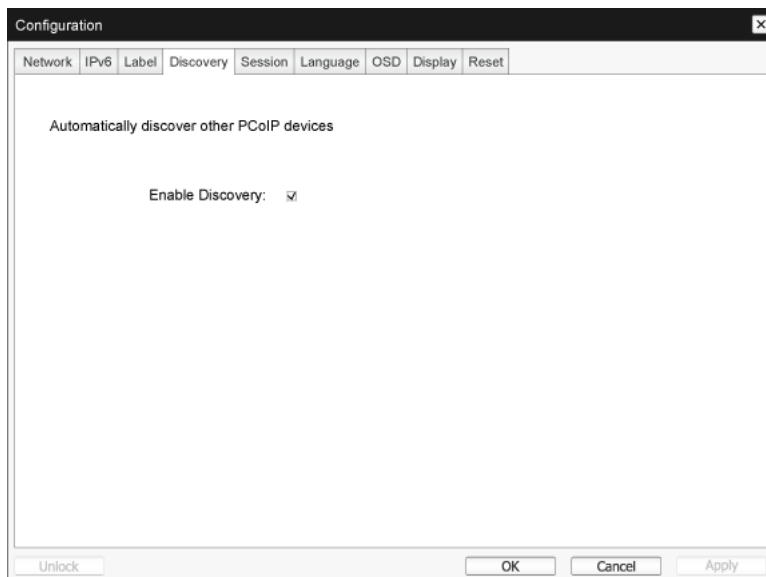 Configuration
Network IPv6 Label Discovery Session Language OSD Display Reset
Automatically discover other PCoIP devices
Enable Discovery:
Unlock OK Cancel Apply